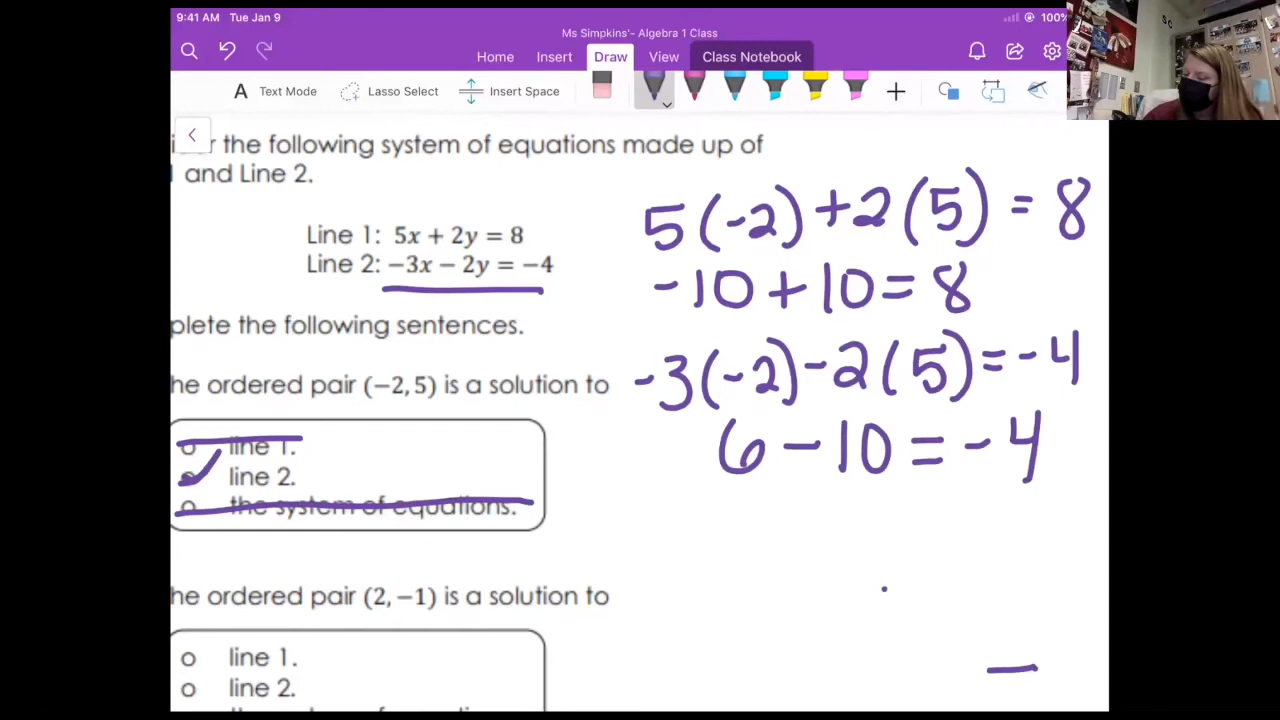 9:41 AM Tue Jan 9
100%
Ms Simpkins'- Algebra 1 Class
Home Insert Draw View Class Notebook
Text Mode Lasso Select Insert Space
the following system of equations made up of
and Line 2.
Line 1: 5x + 2y = 8
Line 2: −3x − 2y = −4
plete the following sentences.
he ordered pair (−2, 5) is a solution to
o line 1.
line 2.
o the system of equations.
he ordered pair (2, −1) is a solution to
o line 1.
o line 2.
5(-2)+2(5)=8
-10+10=8
-3(-2)-2(5)=-4
6-10=-4